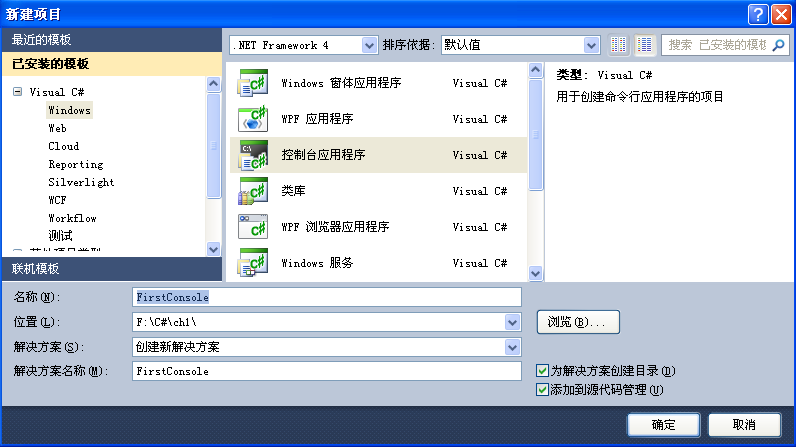 新建项目
最近的模板
已安装的模板
Visual C#
Windows
Web
Cloud
Reporting
Silverlight
WCF
Workflow
测试
联机模板
.NET Framework 4
排序依据:
默认值
搜索 已安装的模板
Windows 窗体应用程序 Visual C#
WPF 应用程序 Visual C#
控制台应用程序 Visual C#
类库 Visual C#
WPF 浏览器应用程序 Visual C#
Windows 服务 Visual C#
类型: Visual C#
用于创建命令行应用程序的项目
名称(N): FirstConsole
位置(L): F:\C#\ch1\
浏览(B)...
解决方案(S): 创建新解决方案
解决方案名称(M): FirstConsole
为解决方案创建目录(D)
添加到源代码管理(U)
确定
取消